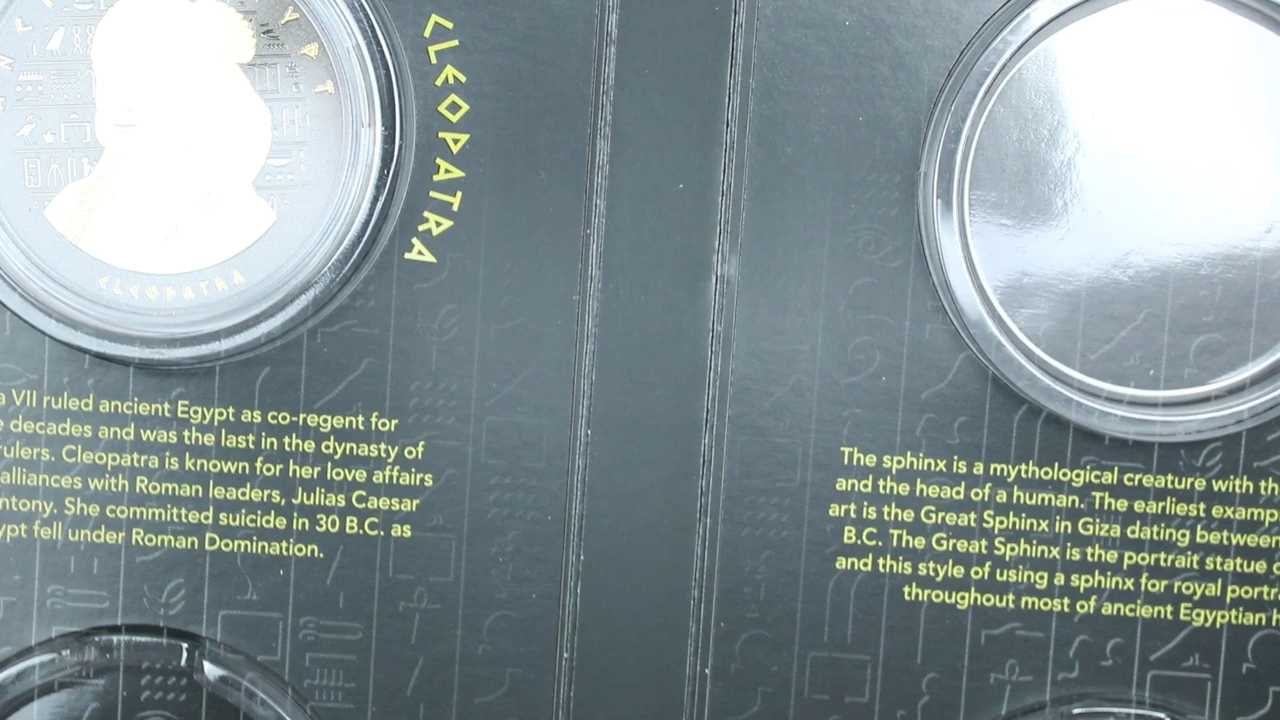 CLEOPATRA
CLEOPATRA
VII ruled ancient Egypt as co-regent for
decades and was the last in the dynasty of
rulers. Cleopatra is known for her love affairs
alliances with Roman leaders, Julias Caesar
ntony. She committed suicide in 30 B.C. as
ypt fell under Roman Domination.
The sphinx is a mythological creature with th
and the head of a human. The earliest examp
art is the Great Sphinx in Giza dating between
B.C. The Great Sphinx is the portrait statue
and this style of using a sphinx for royal portr
throughout most of ancient Egyptian h